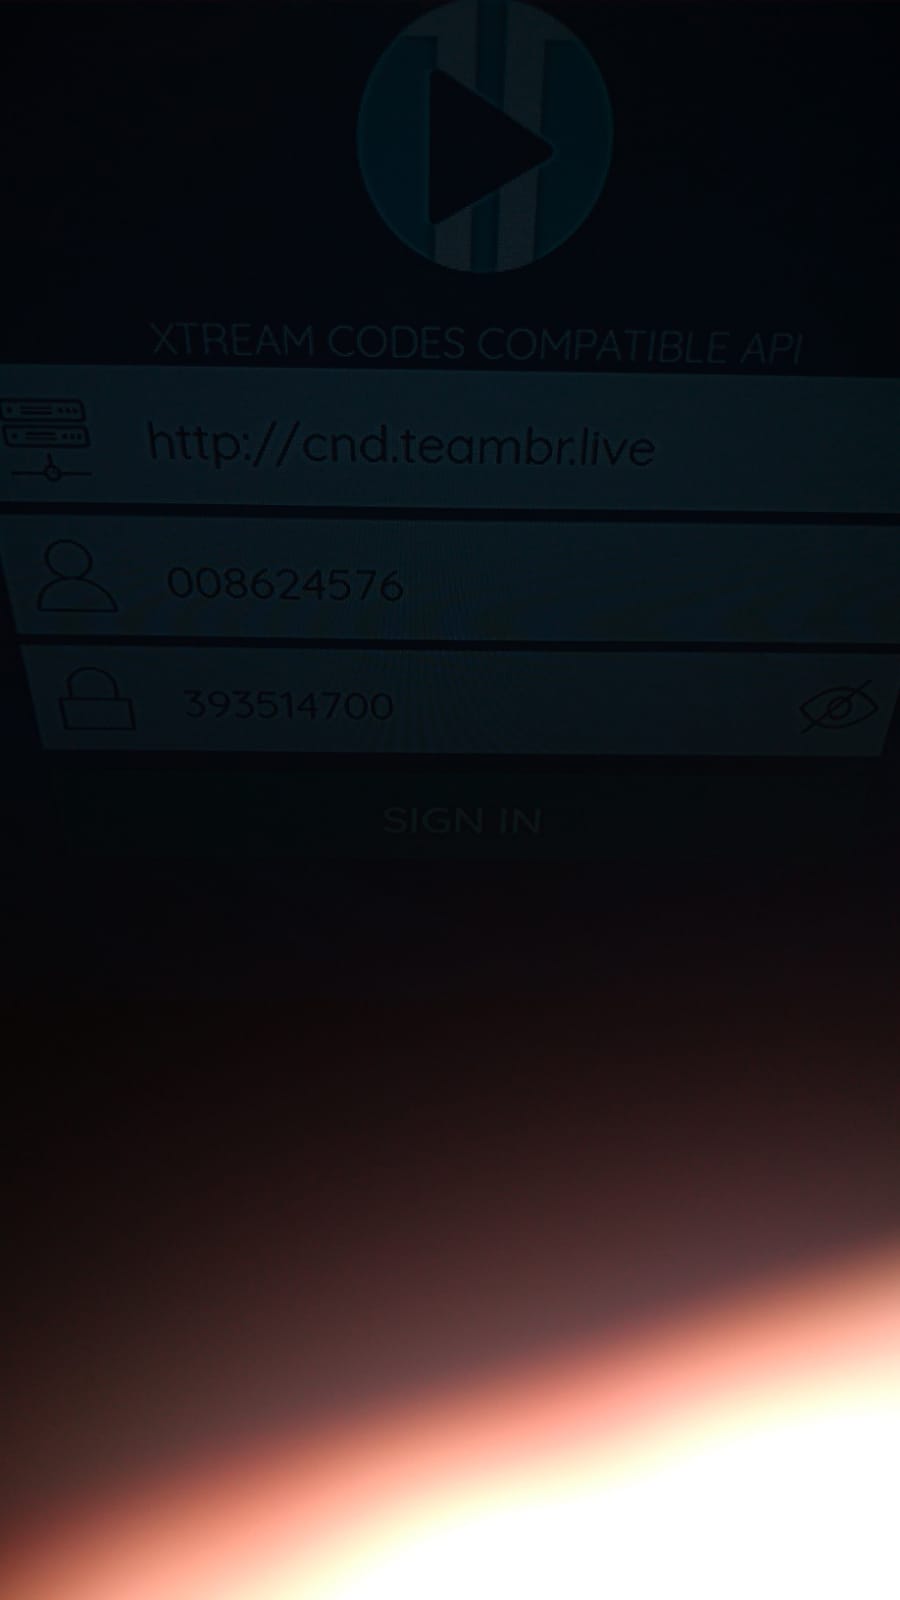 XTREAM CODES COMPATIBLE API
http://cnd.teambr.live
008624576
393514700
SIGN IN